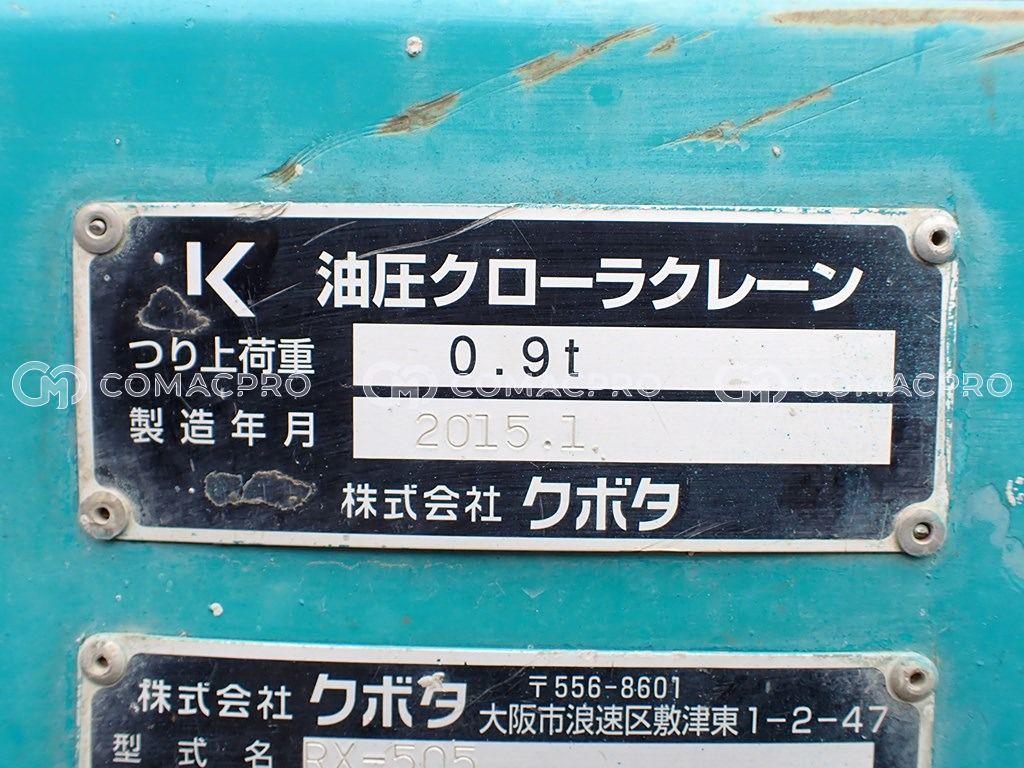 K 油圧クローラクレーン
つり上荷重 0.9t
COMACPRO COMACPRO COMACPRO
製造年月 2015.1
株式会社 クボタ
株式会社 クボタ 〒556-8601
大阪市浪速区敷津東1-2-47
型式名 RX-505